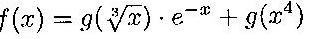 f(x) = g(∛x) · e^{-x} + g(x^4)